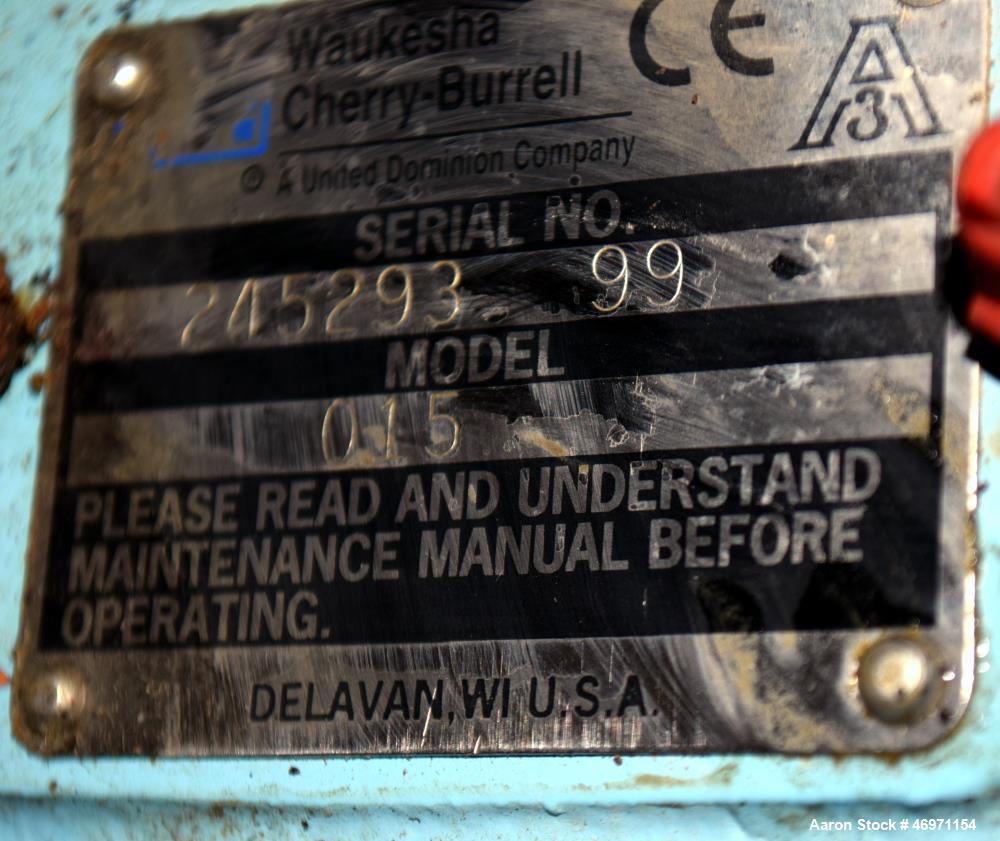 Waukesha
Cherry-Burrell
CE
A
3
® A United Dominion Company
SERIAL NO.
245293 99
MODEL
015
PLEASE READ AND UNDERSTAND
MAINTENANCE MANUAL BEFORE
OPERATING.
DELAVAN, WI U.S.A.
Aaron Stock # 46971154